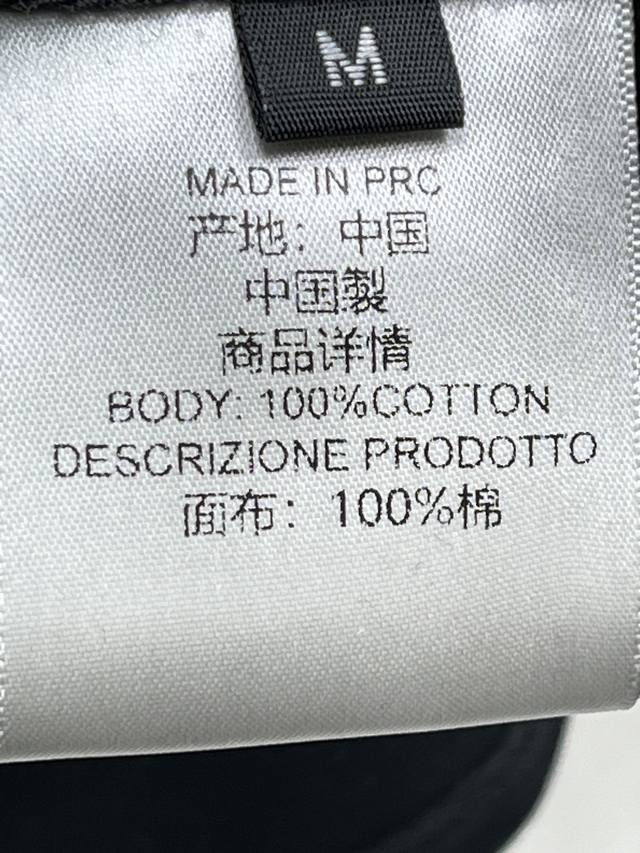 M
MADE IN PRC
产地：中国
中国製
商品详情
BODY: 100%COTTON
DESCRIZIONE PRODOTTO
面布：100%棉